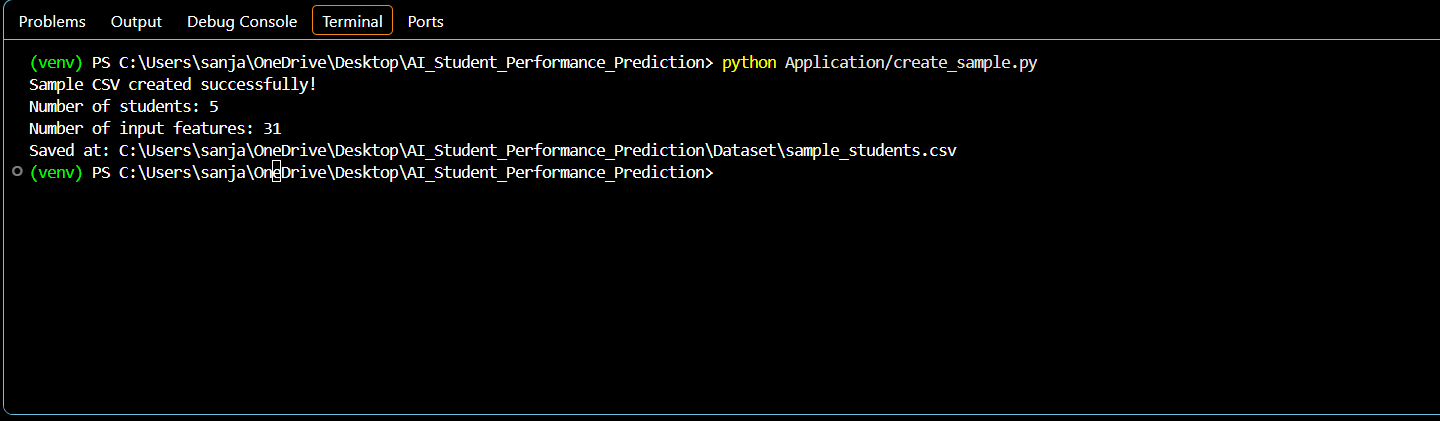 Problems Output Debug Console Terminal Ports
(venv) PS C:\Users\sanja\OneDrive\Desktop\AI_Student_Performance_Prediction> python Application/create_sample.py
Sample CSV created successfully!
Number of students: 5
Number of input features: 31
Saved at: C:\Users\sanja\OneDrive\Desktop\AI_Student_Performance_Prediction\Dataset\sample_students.csv
(venv) PS C:\Users\sanja\OneDrive\Desktop\AI_Student_Performance_Prediction>